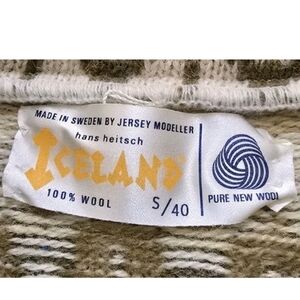 MADE IN SWEDEN BY JERSEY MODELLER
hans heitsch
ICELAND
100% WOOL
S/40
PURE NEW WOOL